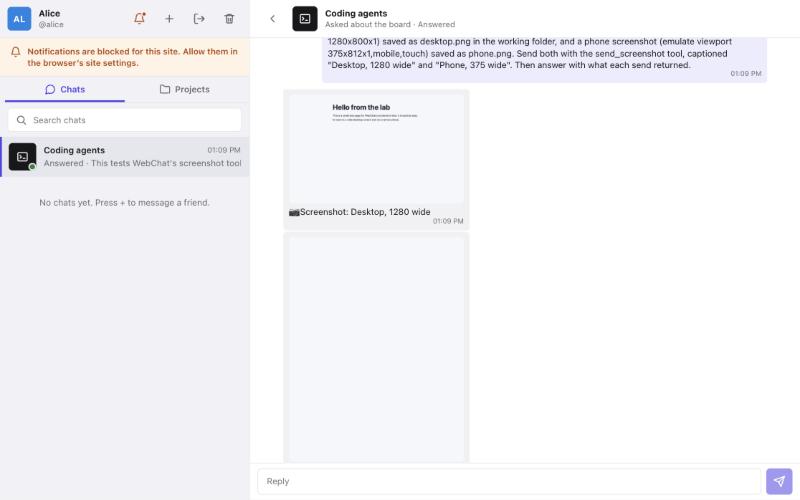 AL
Alice
@alice
Notifications are blocked for this site. Allow them in
the browser's site settings.
Chats
Projects
Search chats
Coding agents
01:09 PM
Answered · This tests WebChat's screenshot tool
No chats yet. Press + to message a friend.
Coding agents
Asked about the board · Answered
1280x800x1) saved as desktop.png in the working folder, and a phone screenshot (emulate viewport
375x812x1,mobile,touch) saved as phone.png. Send both with the send_screenshot tool, captioned
"Desktop, 1280 wide" and "Phone, 375 wide". Then answer with what each send returned.
01:09 PM
Hello from the lab
📷Screenshot: Desktop, 1280 wide
01:09 PM
Reply